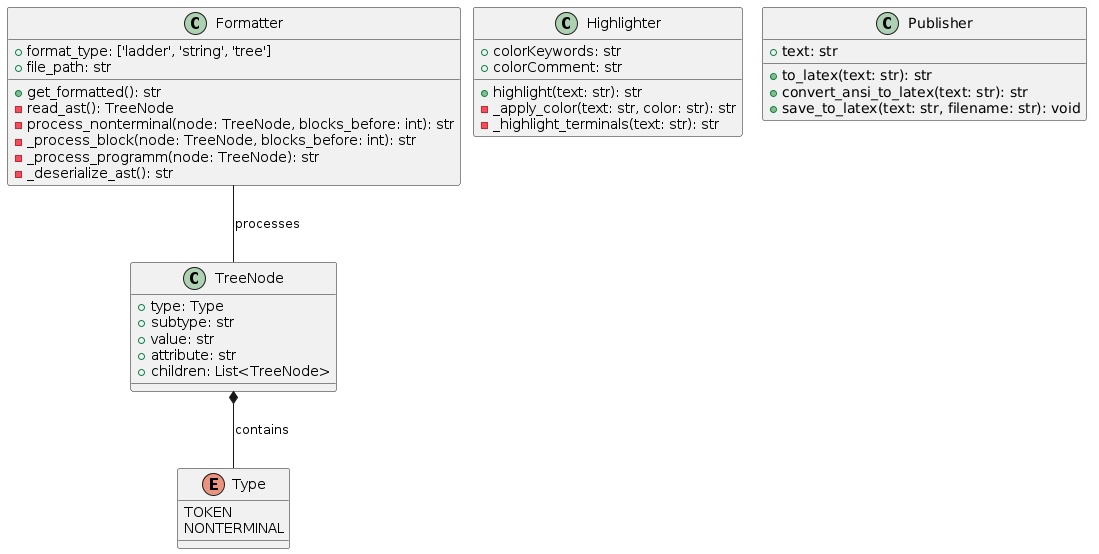 C Formatter
format_type: ['ladder', 'string', 'tree']
file_path: str
get_formatted(): str
read_ast(): TreeNode
process_nonterminal(node: TreeNode, blocks_before: int): str
_process_block(node: TreeNode, blocks_before: int): str
_process_programm(node: TreeNode): str
_deserialize_ast(): str
C Highlighter
colorKeywords: str
colorComment: str
highlight(text: str): str
_apply_color(text: str, color: str): str
_highlight_terminals(text: str): str
C Publisher
text: str
to_latex(text: str): str
convert_ansi_to_latex(text: str): str
save_to_latex(text: str, filename: str): void
processes
C TreeNode
type: Type
subtype: str
value: str
attribute: str
children: List<TreeNode>
contains
E Type
TOKEN
NONTERMINAL